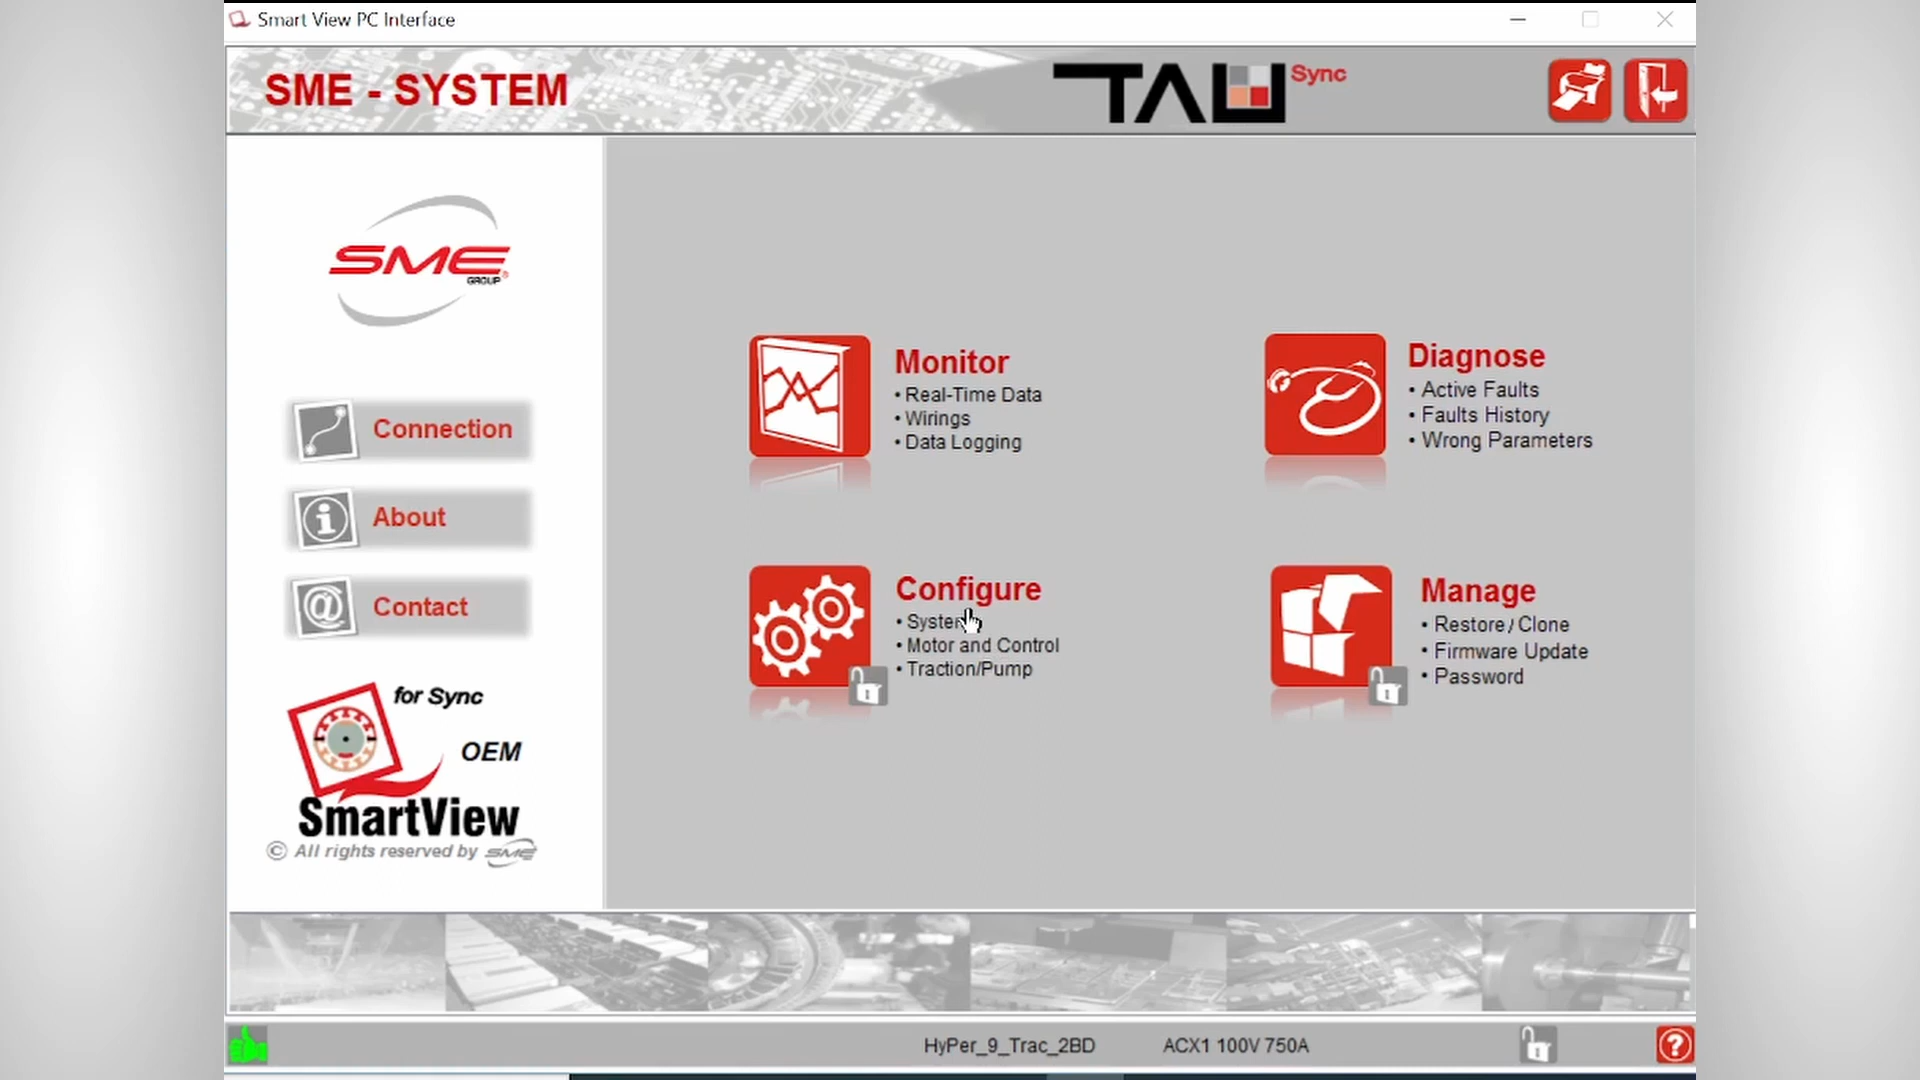 Smart View PC Interface
SME - SYSTEM
TAU Sync
SME
GROUP®
Connection
About
Contact
for Sync
OEM
SmartView
© All rights reserved by SME
Monitor
• Real-Time Data
• Wirings
• Data Logging
Diagnose
• Active Faults
• Faults History
• Wrong Parameters
Configure
• System
• Motor and Control
• Traction/Pump
Manage
• Restore/Clone
• Firmware Update
• Password
HyPer_9_Trac_2BD
ACX1 100V 750A